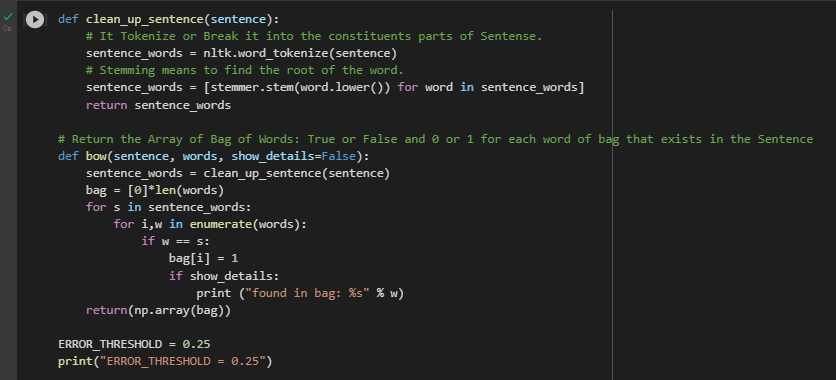 def clean_up_sentence(sentence):
    # It Tokenize or Break it into the constituents parts of Sentense.
    sentence_words = nltk.word_tokenize(sentence)
    # Stemming means to find the root of the word.
    sentence_words = [stemmer.stem(word.lower()) for word in sentence_words]
    return sentence_words

# Return the Array of Bag of Words: True or False and 0 or 1 for each word of bag that exists in the Sentence
def bow(sentence, words, show_details=False):
    sentence_words = clean_up_sentence(sentence)
    bag = [0]*len(words)
    for s in sentence_words:
        for i,w in enumerate(words):
            if w == s:
                bag[i] = 1
                if show_details:
                    print ("found in bag: %s" % w)
    return(np.array(bag))

ERROR_THRESHOLD = 0.25
print("ERROR_THRESHOLD = 0.25")
0s